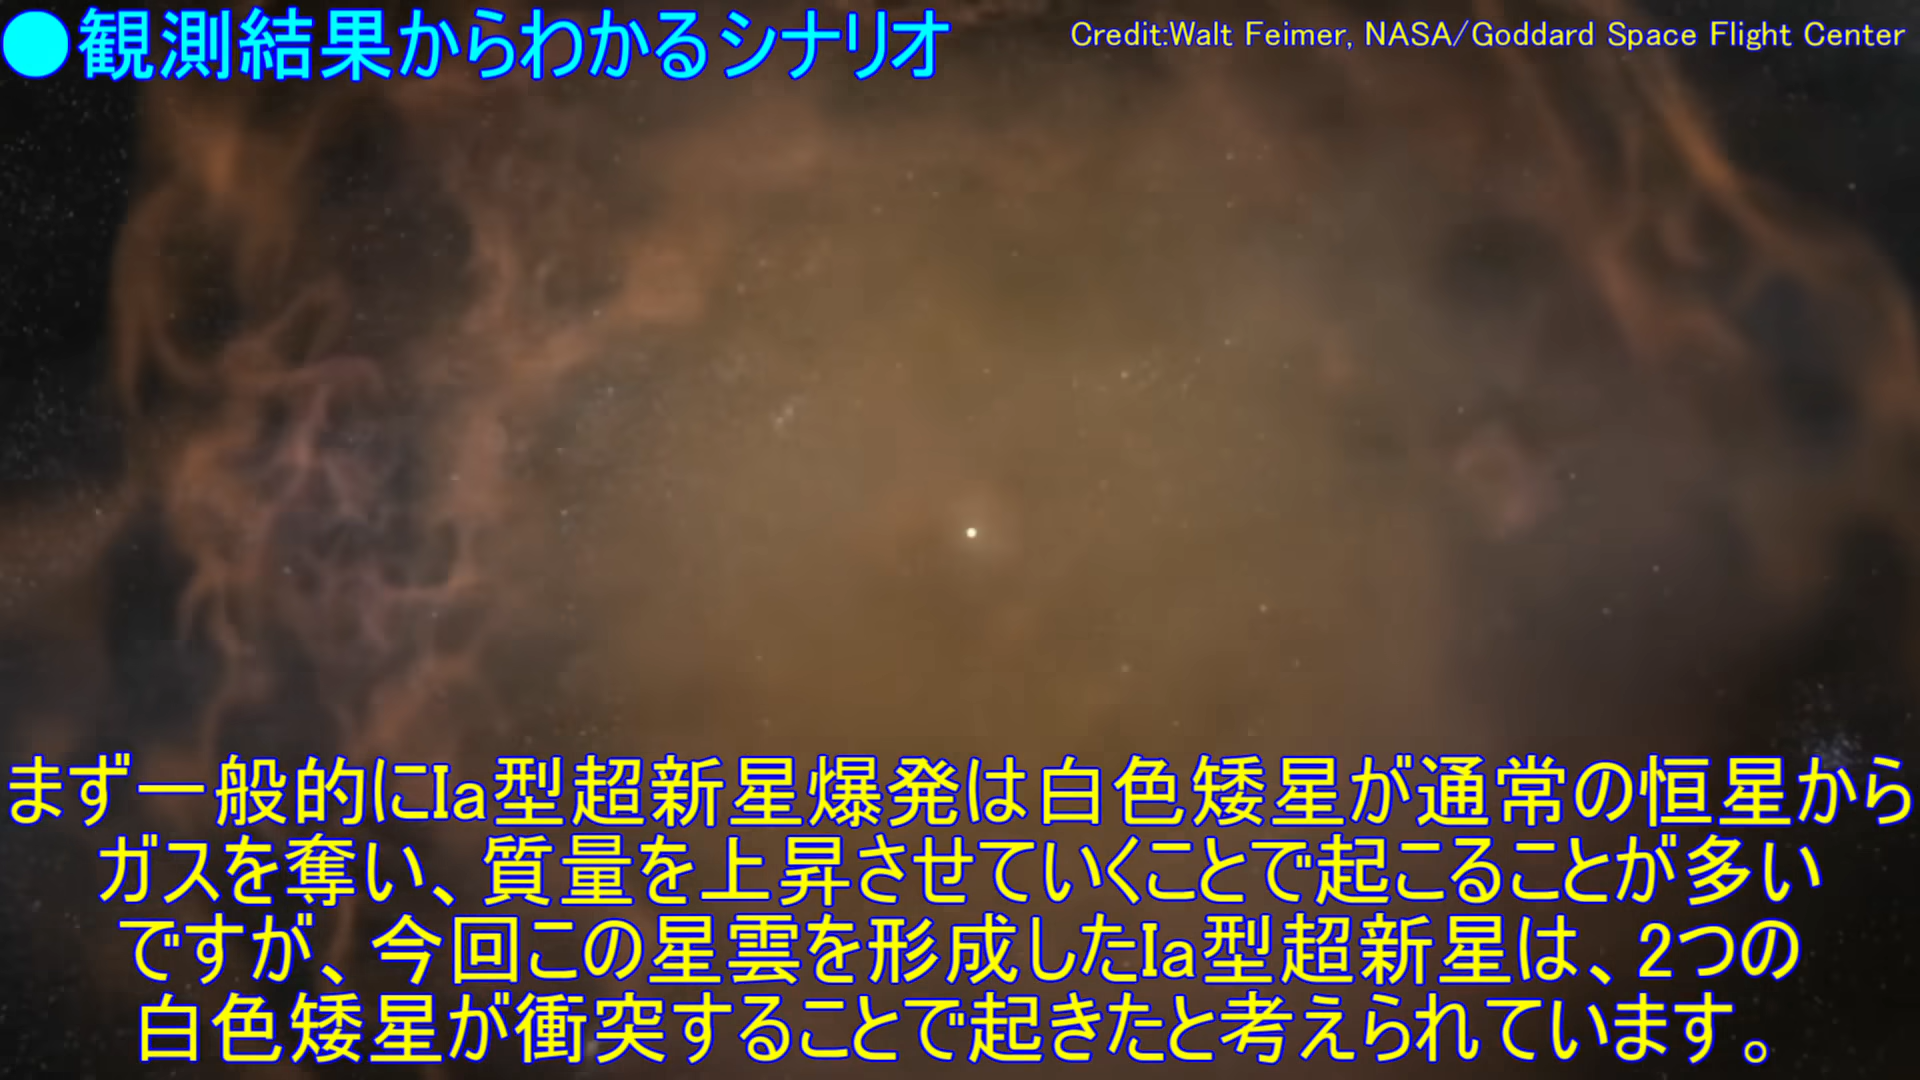 ●観測結果からわかるシナリオ
Credit:Walt Feimer, NASA/Goddard Space Flight Center
まず一般的にIa型超新星爆発は白色矮星が通常の恒星から
ガスを奪い、質量を上昇させていくことで起こることが多い
ですが、今回この星雲を形成したIa型超新星は、2つの
白色矮星が衝突することで起きたと考えられています。